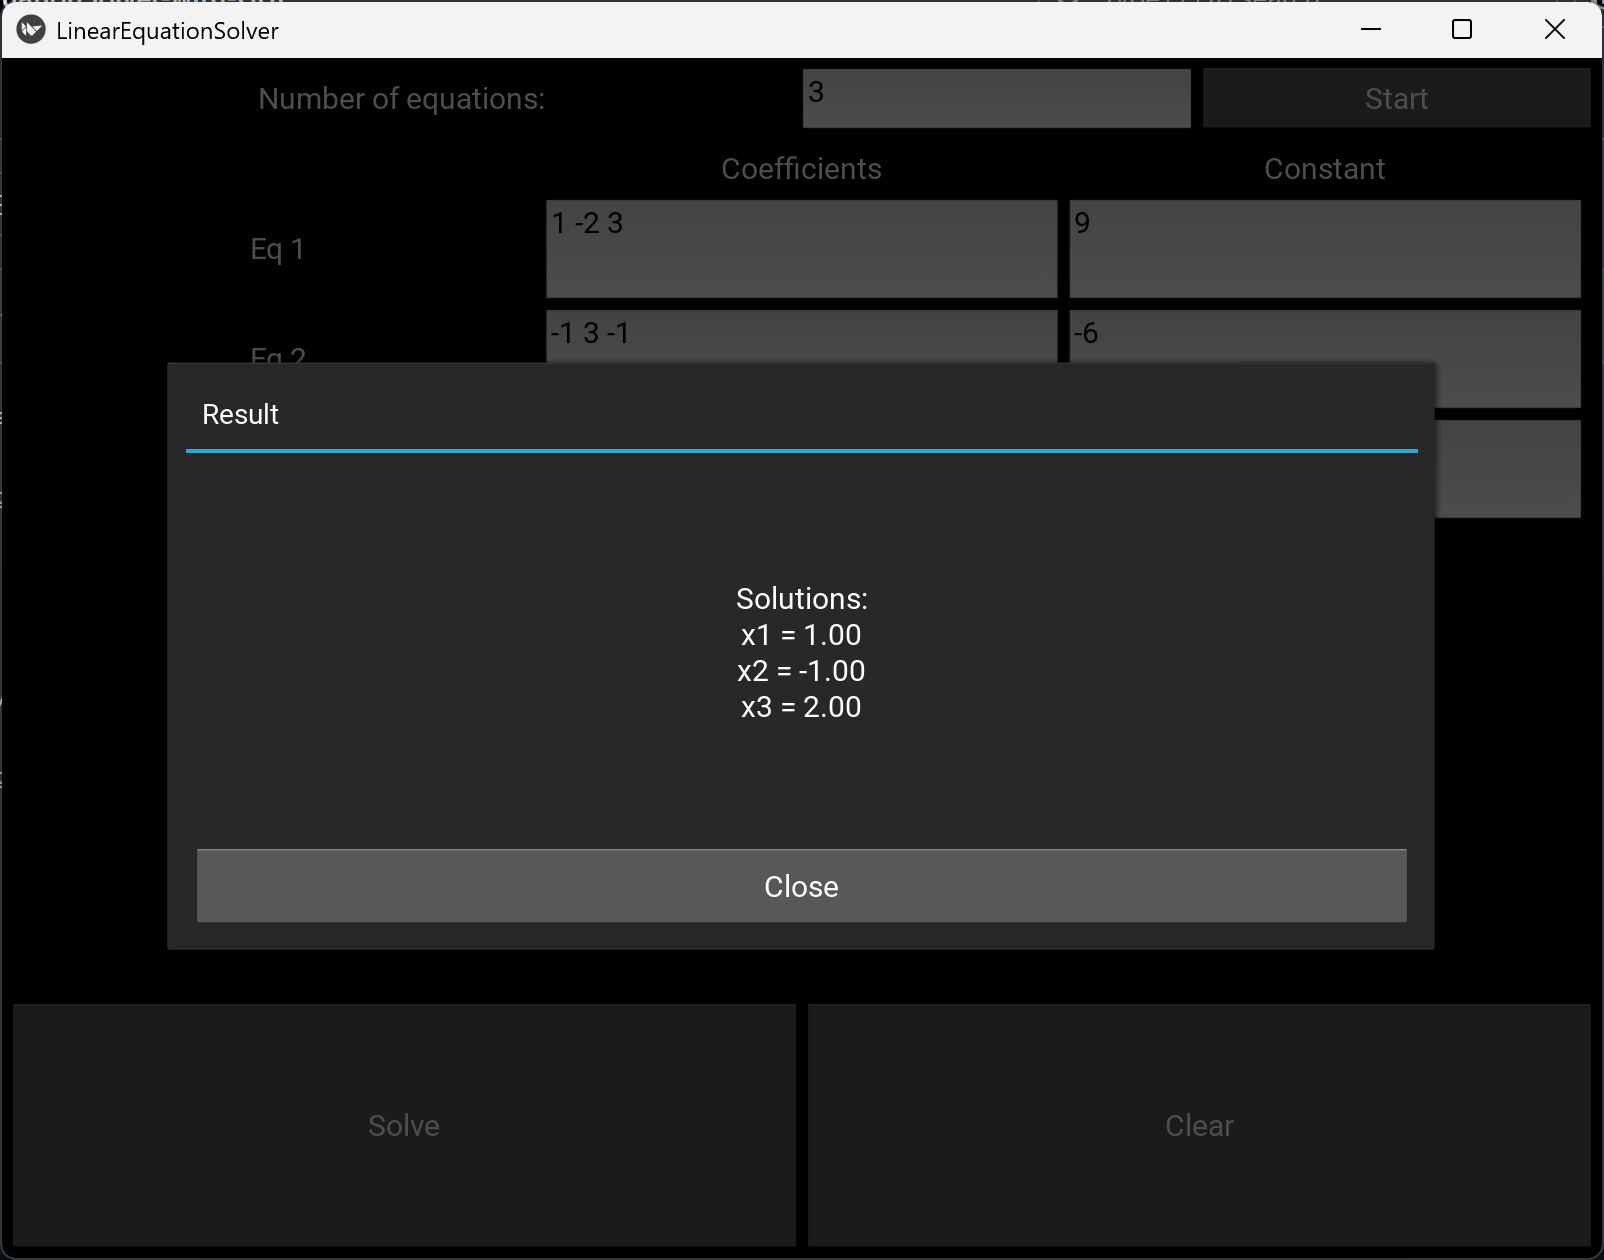 LinearEquationSolver
Number of equations:
3
Start
Coefficients
Constant
Eq 1
1 -2 3
9
Eq 2
-1 3 -1
-6
Result
Solutions:
x1 = 1.00
x2 = -1.00
x3 = 2.00
Close
Solve
Clear